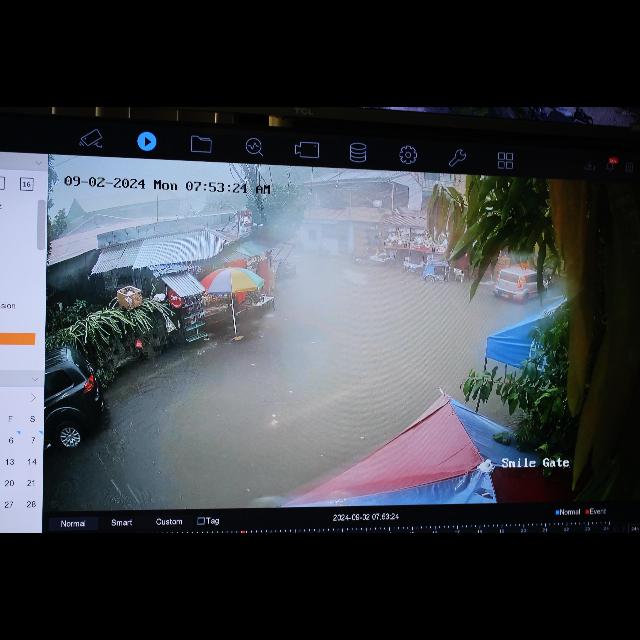 TCL
16
09-02-2024 Mon 07:53:24 AM
F S
6 7
13 14
20 21
27 28
Smile Gate
Normal Smart Custom Tag
2024-09-02 07:53:24
Normal Event